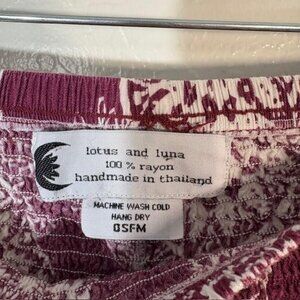 lotus and luna
100 % rayon
handmade in thailand
MACHINE WASH COLD
HANG DRY
OSFM